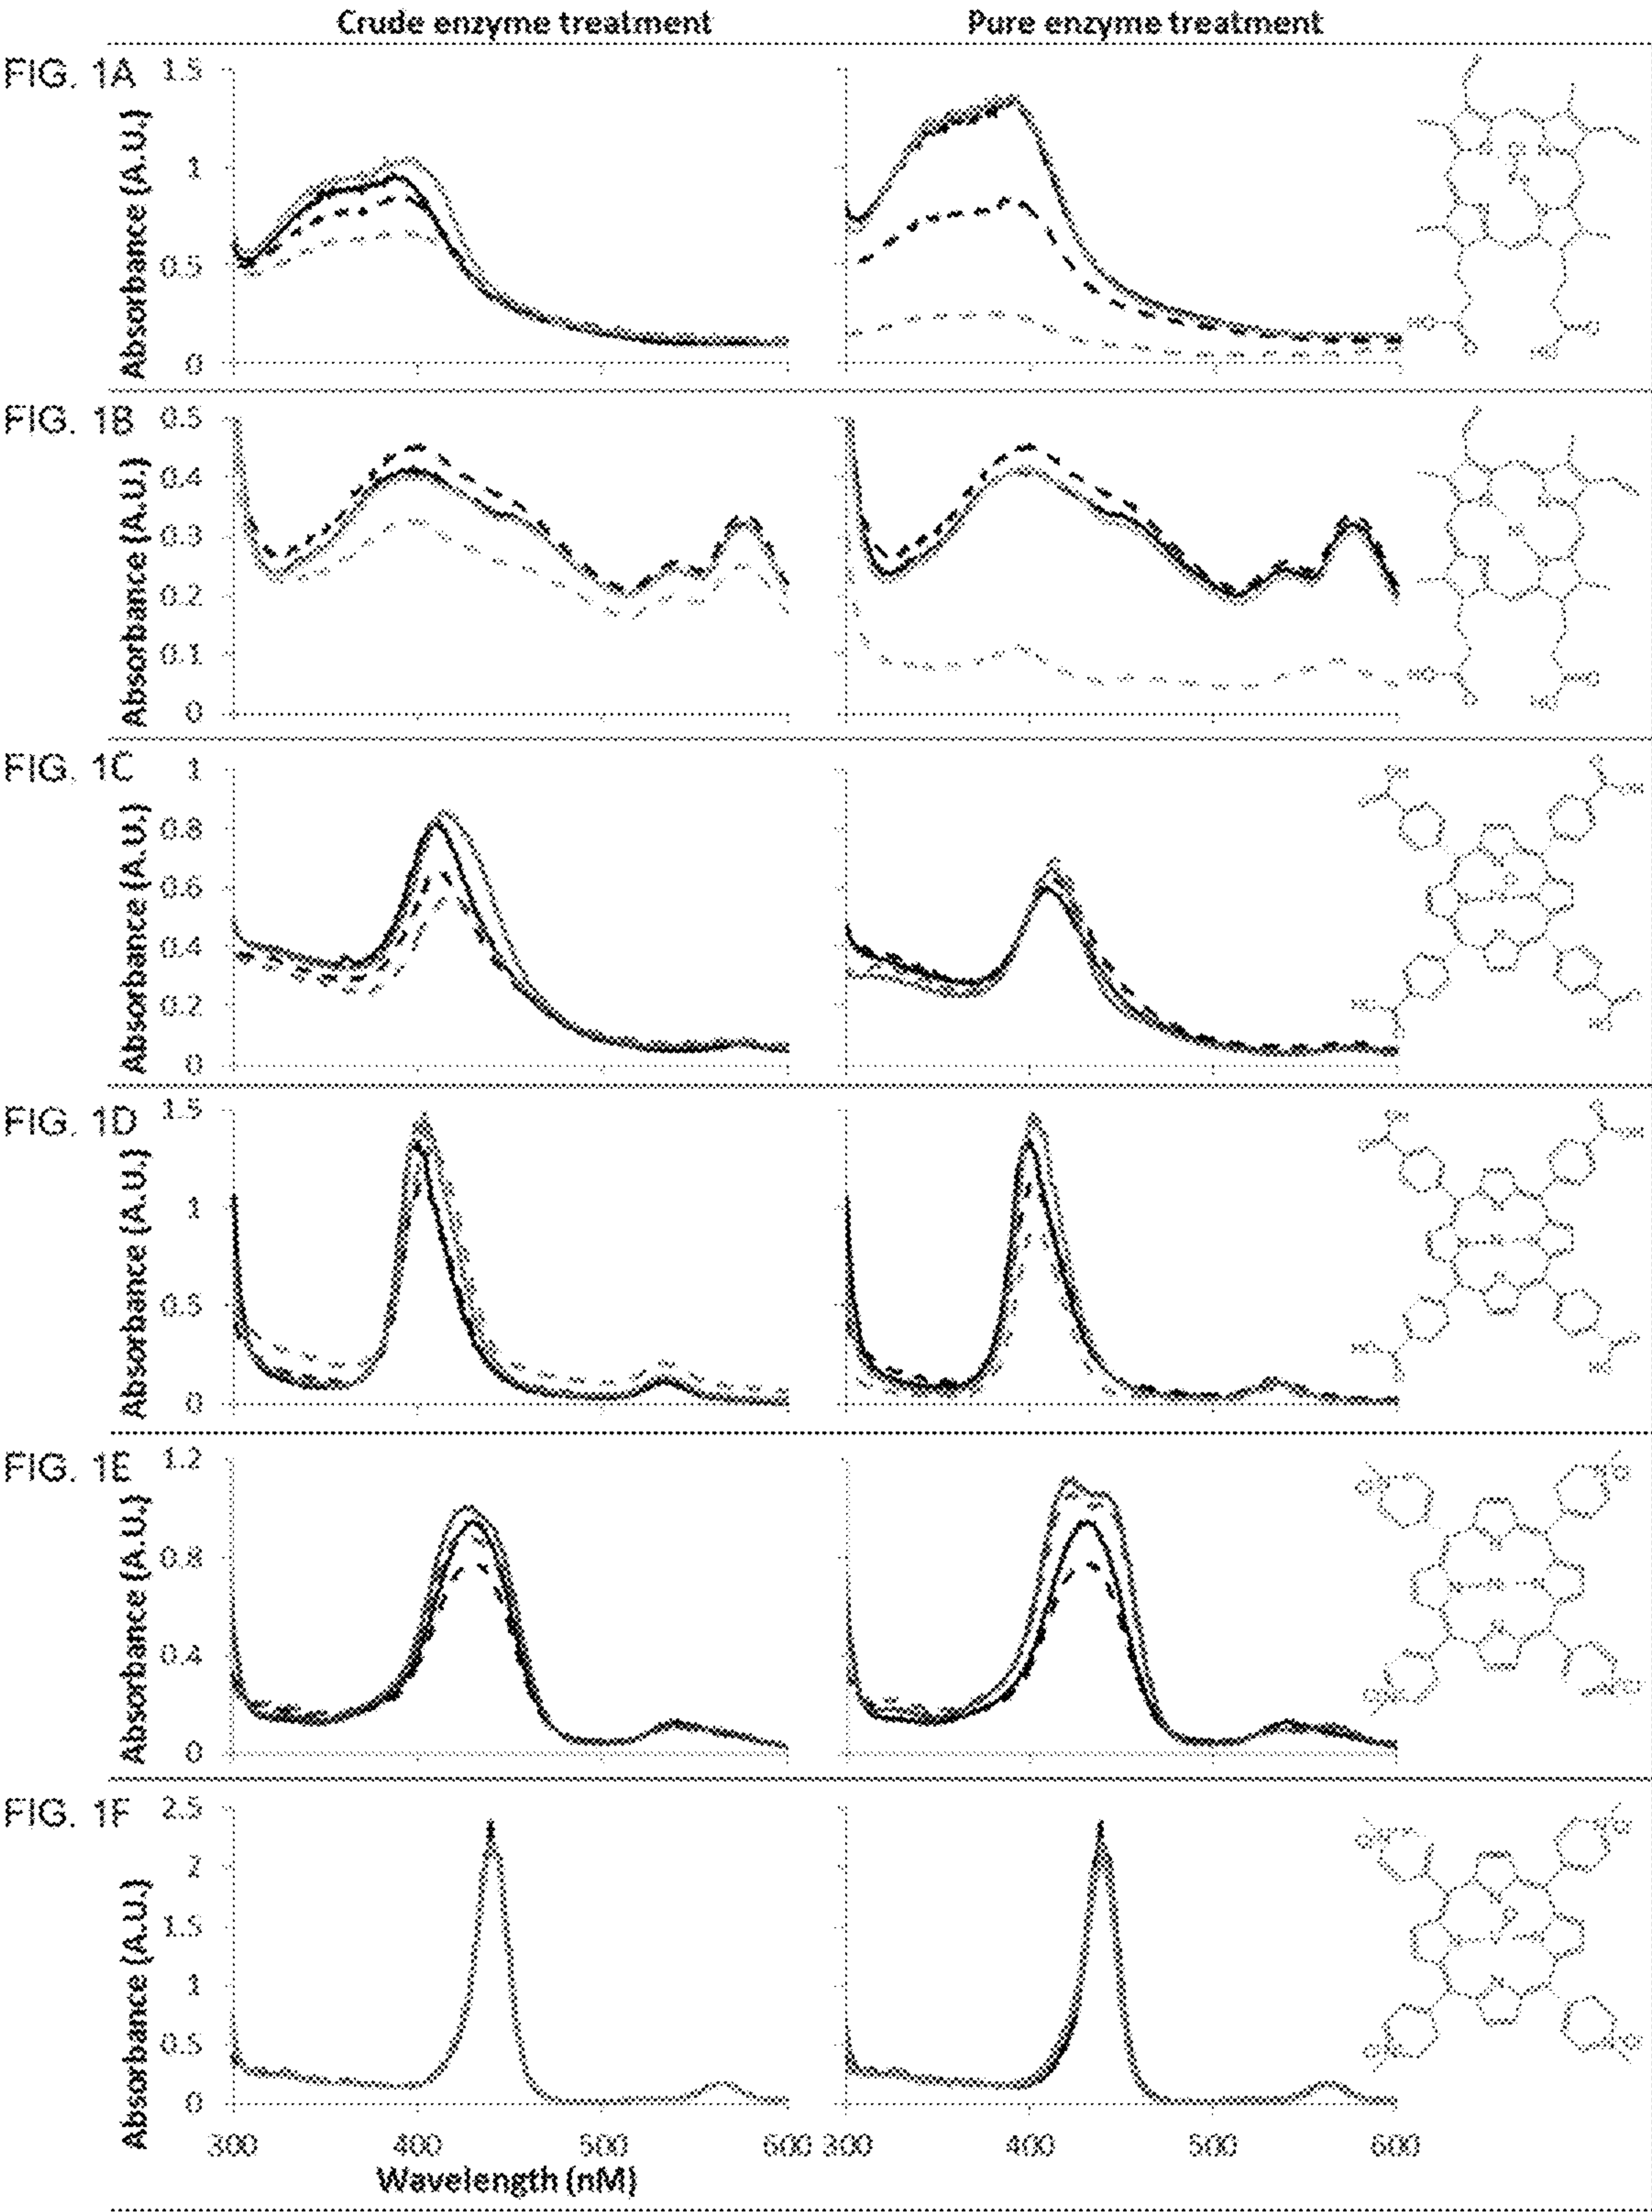 Crude enzyme treatment Pure enzyme treatment
FIG. 1A
Absorbance (A.U.)
1.5
1
0.5
0
FIG. 1B
Absorbance (A.U.)
0.5
0.4
0.3
0.2
0.1
0
FIG. 1C
Absorbance (A.U.)
1
0.8
0.6
0.4
0.2
0
FIG. 1D
Absorbance (A.U.)
1.5
1
0.5
0
FIG. 1E
Absorbance (A.U.)
1.2
0.8
0.4
0
FIG. 1F
Absorbance (A.U.)
2.5
2
1.5
1
0.5
0
300 400 500 600 300 400 500 600
Wavelength (nM)